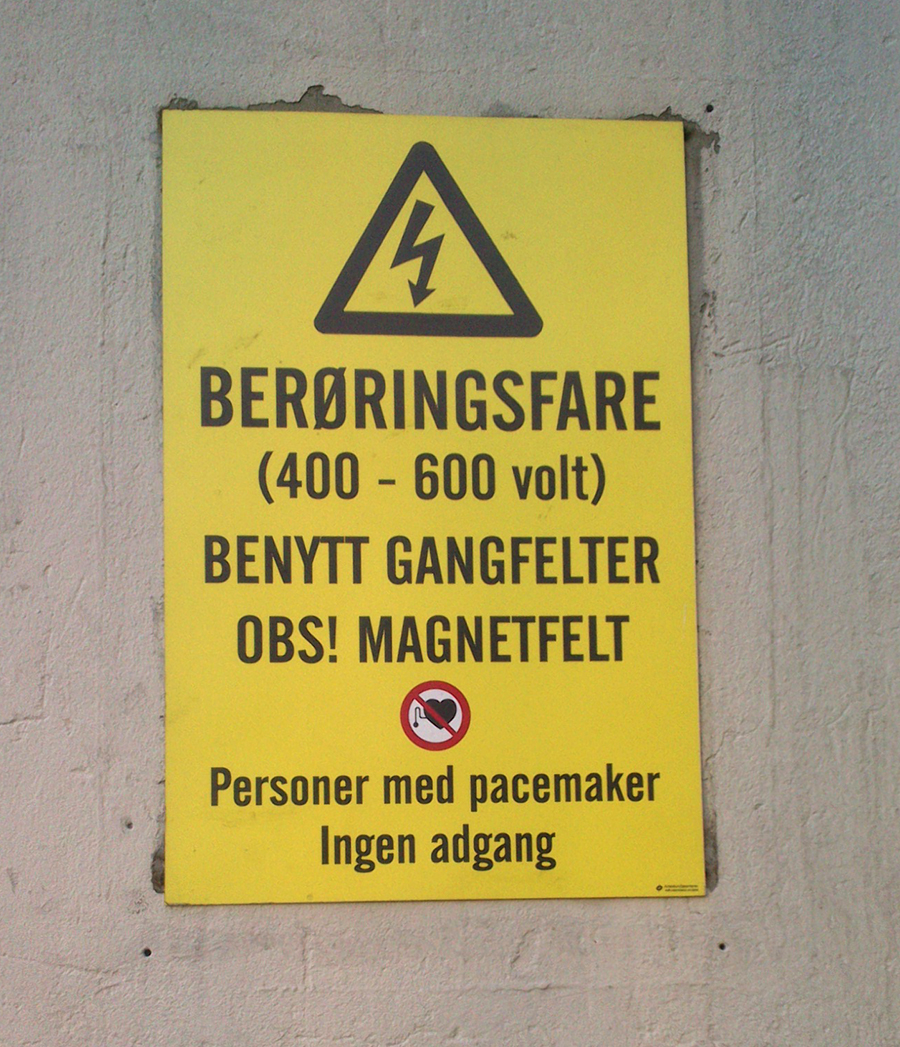 BERØRINGSFARE
(400 - 600 volt)
BENYTT GANGFELTER
OBS! MAGNETFELT
Personer med pacemaker
Ingen adgang